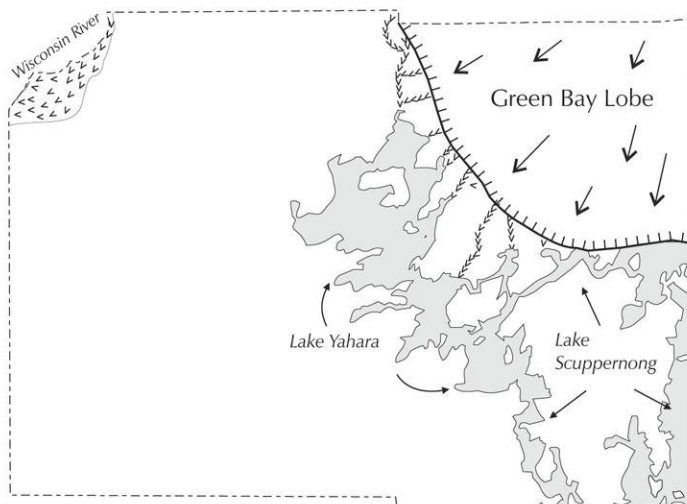 Wisconsin River
Green Bay Lobe
Lake Yahara
Lake
Scuppernong